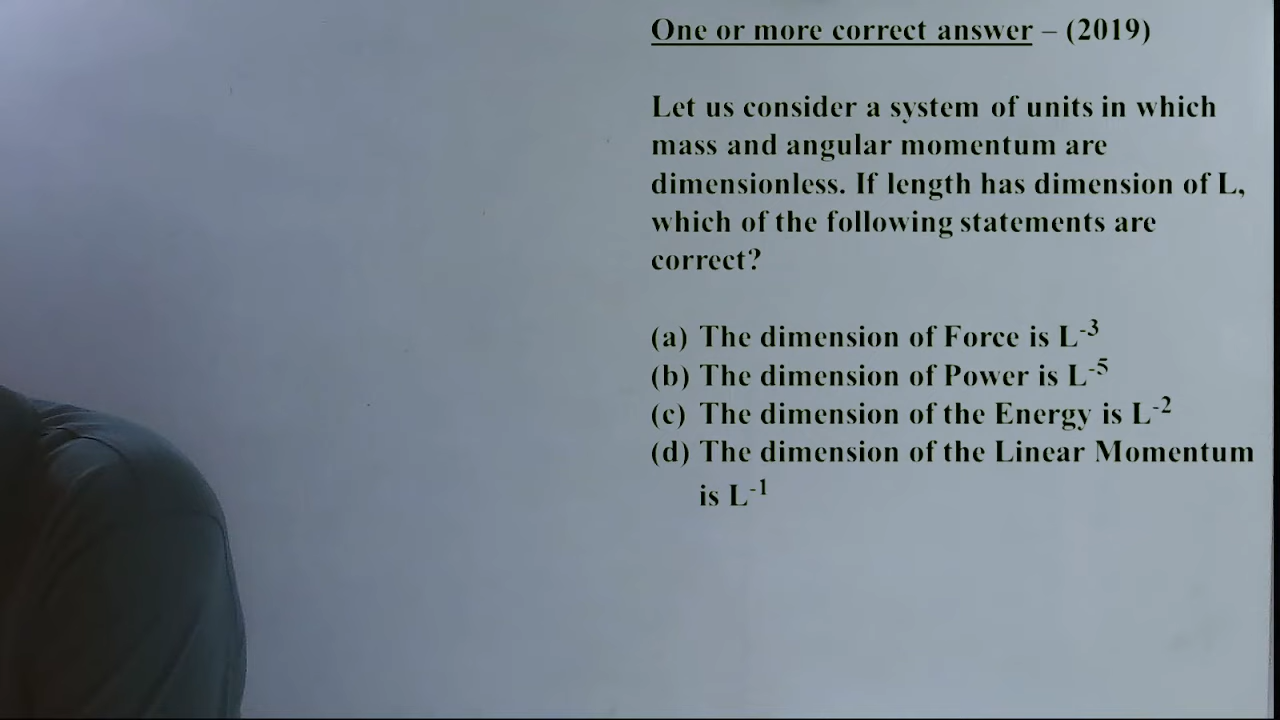 One or more correct answer – (2019)
Let us consider a system of units in which
mass and angular momentum are
dimensionless. If length has dimension of L,
which of the following statements are
correct?
(a) The dimension of Force is L⁻³
(b) The dimension of Power is L⁻⁵
(c) The dimension of the Energy is L⁻²
(d) The dimension of the Linear Momentum
is L⁻¹